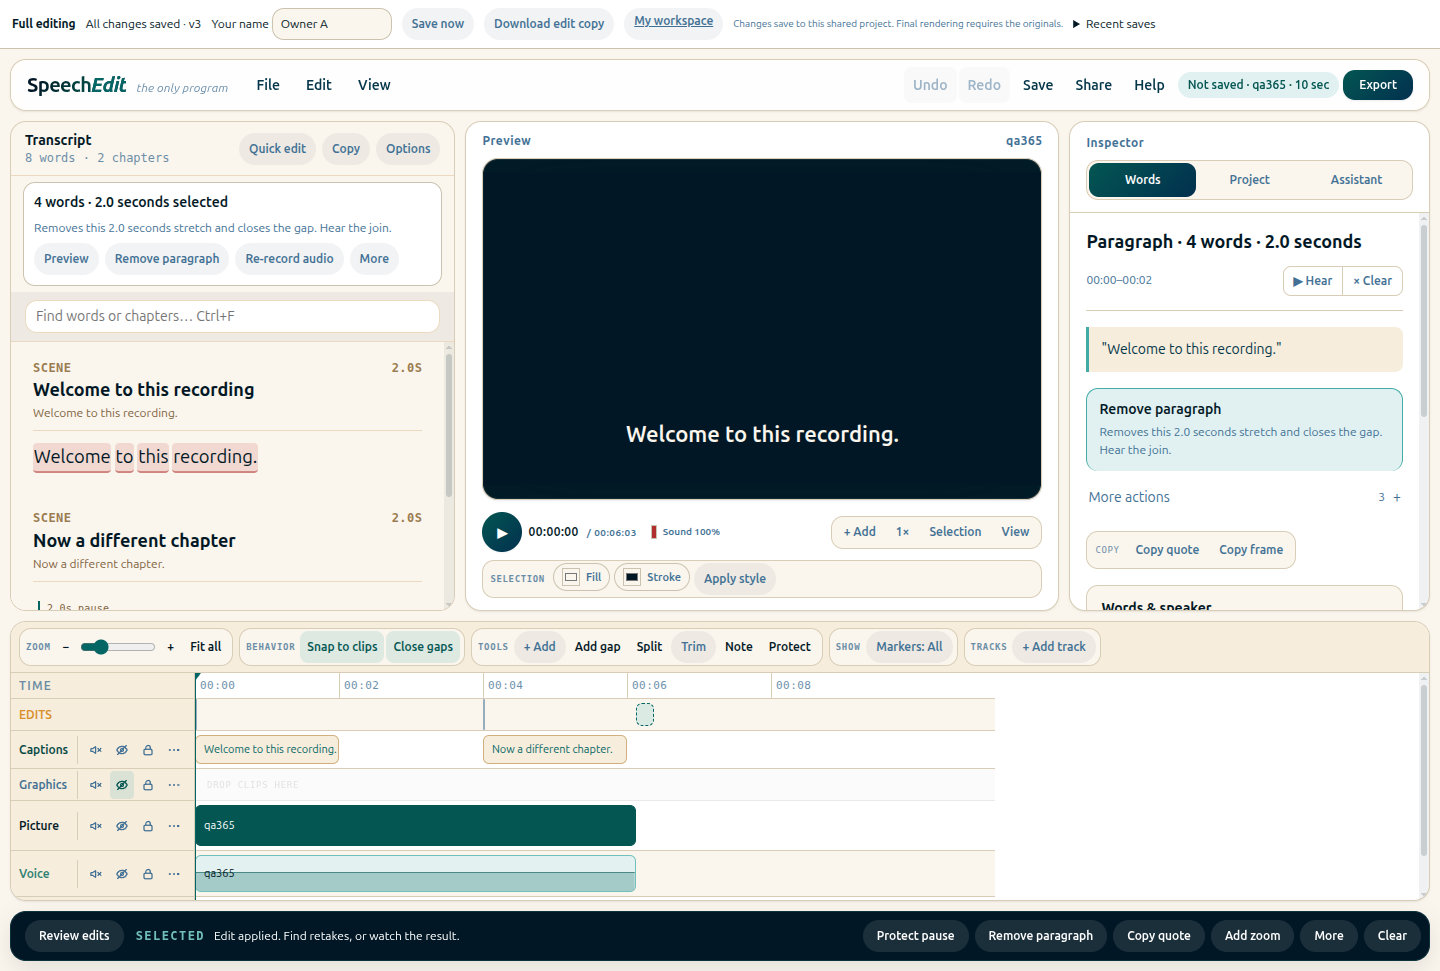 Full editing All changes saved · v3 Your name Owner A Save now Download edit copy My workspace Changes save to this shared project. Final rendering requires the originals. ▶ Recent saves
SpeechEdit the only program File Edit View Undo Redo Save Share Help Not saved · qa365 · 10 sec Export
Transcript
8 words · 2 chapters
Quick edit Copy Options
4 words · 2.0 seconds selected
Removes this 2.0 seconds stretch and closes the gap. Hear the join.
Preview Remove paragraph Re-record audio More
Find words or chapters... Ctrl+F
SCENE 2.0S
Welcome to this recording
Welcome to this recording.
Welcome to this recording.
SCENE 2.0S
Now a different chapter
Now a different chapter.
2.0s pause
Preview qa365
Welcome to this recording.
▶ 00:00:00 / 00:06:03 Sound 100% + Add 1× Selection View
SELECTION Fill Stroke Apply style
Inspector
Words Project Assistant
Paragraph · 4 words · 2.0 seconds
00:00–00:02 ▶ Hear × Clear
"Welcome to this recording."
Remove paragraph
Removes this 2.0 seconds stretch and closes the gap.
Hear the join.
More actions 3 +
COPY Copy quote Copy frame
Words & speaker
ZOOM − + Fit all BEHAVIOR Snap to clips Close gaps TOOLS + Add Add gap Split Trim Note Protect SHOW Markers: All TRACKS + Add track
TIME 00:00 00:02 00:04 00:06 00:08
EDITS
Captions ... Welcome to this recording. Now a different chapter.
Graphics ... DROP CLIPS HERE
Picture ... qa365
Voice ... qa365
Review edits SELECTED Edit applied. Find retakes, or watch the result. Protect pause Remove paragraph Copy quote Add zoom More Clear